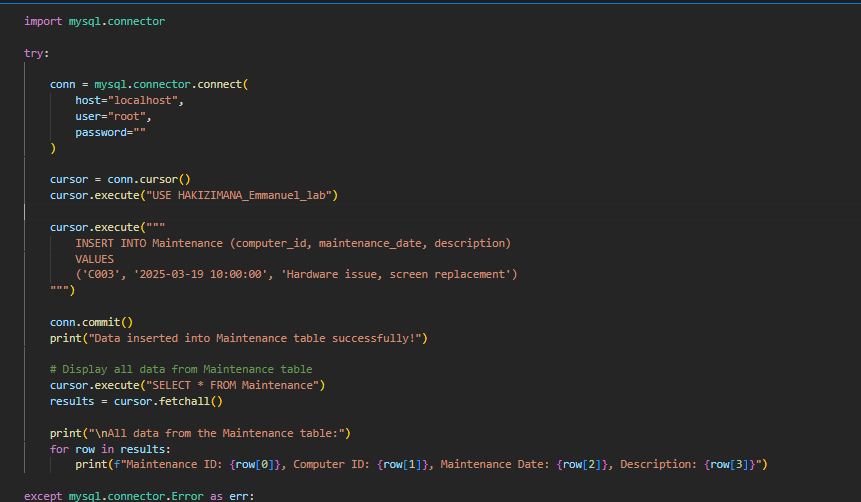 import mysql.connector
try:
conn = mysql.connector.connect(
host="localhost",
user="root",
password=""
)
cursor = conn.cursor()
cursor.execute("USE HAKIZIMANA_Emmanuel_lab")
cursor.execute("""
INSERT INTO Maintenance (computer_id, maintenance_date, description)
VALUES
('C003', '2025-03-19 10:00:00', 'Hardware issue, screen replacement')
""")
conn.commit()
print("Data inserted into Maintenance table successfully!")
# Display all data from Maintenance table
cursor.execute("SELECT * FROM Maintenance")
results = cursor.fetchall()
print("\nAll data from the Maintenance table:")
for row in results:
print(f"Maintenance ID: {row[0]}, Computer ID: {row[1]}, Maintenance Date: {row[2]}, Description: {row[3]}")
except mysql.connector.Error as err: